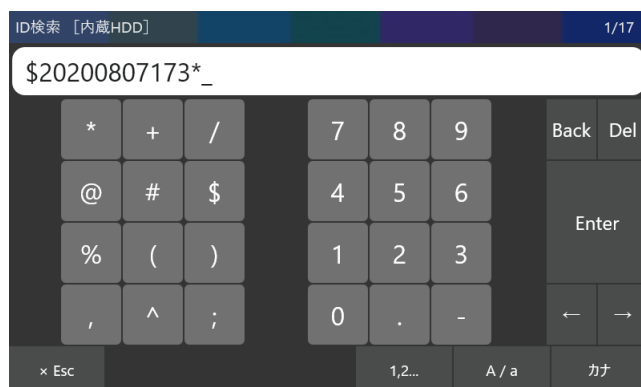 ID検索 [内蔵HDD] 1/17
$20200807173*_
* + / 7 8 9 Back Del
@ # $ 4 5 6 Enter
% ( ) 1 2 3
, ^ ; 0 . - ← →
× Esc 1,2... A / a カナ